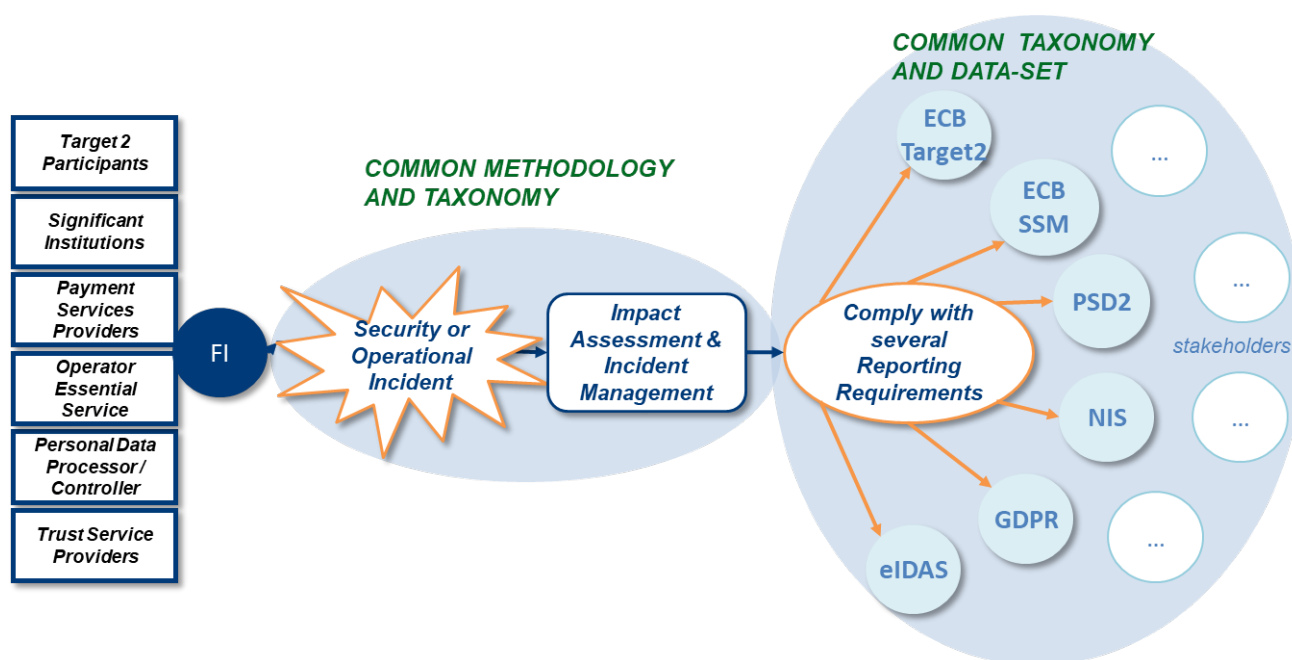 Target 2
Participants
Significant
Institutions
Payment
Services
Providers
Operator
Essential
Service
Personal Data
Processor /
Controller
Trust Service
Providers
FI
COMMON METHODOLOGY
AND TAXONOMY
Security or
Operational
Incident
Impact
Assessment &
Incident
Management
COMMON TAXONOMY
AND DATA-SET
Comply with
several
Reporting
Requirements
ECB
Target2
ECB
SSM
PSD2
NIS
GDPR
eIDAS
...
...
stakeholders
...
...